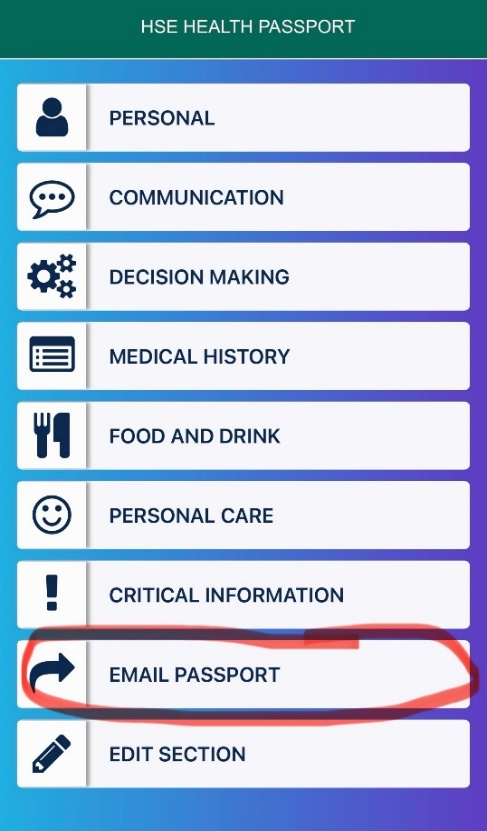 HSE HEALTH PASSPORT
PERSONAL
COMMUNICATION
DECISION MAKING
MEDICAL HISTORY
FOOD AND DRINK
PERSONAL CARE
CRITICAL INFORMATION
EMAIL PASSPORT
EDIT SECTION